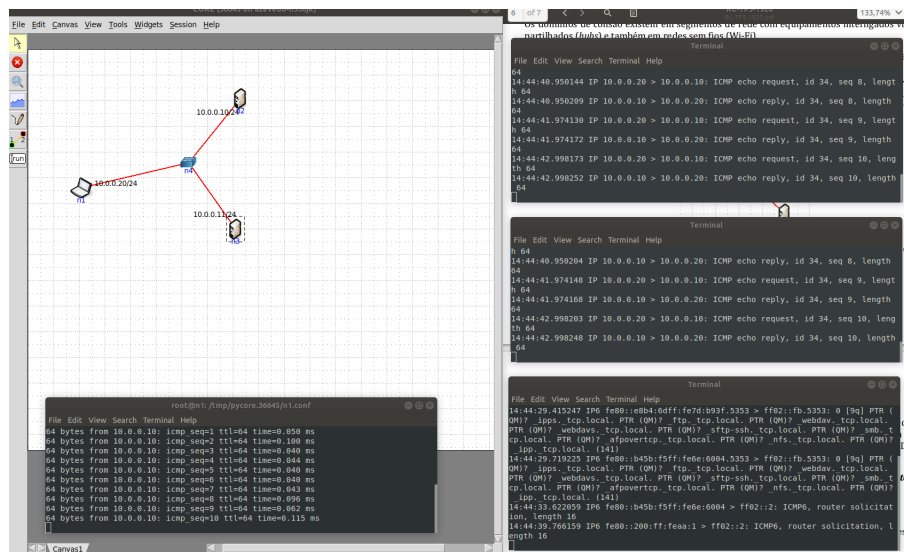 File Edit View Tools Widgets Session Help
n2
10.0.0.10/24
n4
10.0.0.20/24
n1
10.0.0.11/24
n3
run
Canvas1
root@n1: /tmp/pycore.36645/n1.conf
File Edit View Search Terminal Help
64 bytes from 10.0.0.10: icmp_seq=1 ttl=64 time=0.050 ms
64 bytes from 10.0.0.10: icmp_seq=2 ttl=64 time=0.100 ms
64 bytes from 10.0.0.10: icmp_seq=3 ttl=64 time=0.040 ms
64 bytes from 10.0.0.10: icmp_seq=4 ttl=64 time=0.044 ms
64 bytes from 10.0.0.10: icmp_seq=5 ttl=64 time=0.040 ms
64 bytes from 10.0.0.10: icmp_seq=6 ttl=64 time=0.040 ms
64 bytes from 10.0.0.10: icmp_seq=7 ttl=64 time=0.043 ms
64 bytes from 10.0.0.10: icmp_seq=8 ttl=64 time=0.096 ms
64 bytes from 10.0.0.10: icmp_seq=9 ttl=64 time=0.062 ms
64 bytes from 10.0.0.10: icmp_seq=10 ttl=64 time=0.115 ms
6 of 7 133,74%
partilhados (hubs) e também em redes sem fios (Wi-Fi)
Terminal
File Edit View Search Terminal Help
64
14:44:40.950144 IP 10.0.0.20 > 10.0.0.10: ICMP echo request, id 34, seq 8, lengt
h 64
14:44:40.950209 IP 10.0.0.10 > 10.0.0.20: ICMP echo reply, id 34, seq 8, length
64
14:44:41.974130 IP 10.0.0.20 > 10.0.0.10: ICMP echo request, id 34, seq 9, lengt
h 64
14:44:41.974172 IP 10.0.0.10 > 10.0.0.20: ICMP echo reply, id 34, seq 9, length
64
14:44:42.998173 IP 10.0.0.20 > 10.0.0.10: ICMP echo request, id 34, seq 10, leng
th 64
14:44:42.998252 IP 10.0.0.10 > 10.0.0.20: ICMP echo reply, id 34, seq 10, length
64
Terminal
File Edit View Search Terminal Help
h 64
14:44:40.950204 IP 10.0.0.10 > 10.0.0.20: ICMP echo reply, id 34, seq 8, length
64
14:44:41.974148 IP 10.0.0.20 > 10.0.0.10: ICMP echo request, id 34, seq 9, lengt
h 64
14:44:41.974168 IP 10.0.0.10 > 10.0.0.20: ICMP echo reply, id 34, seq 9, length
64
14:44:42.998203 IP 10.0.0.20 > 10.0.0.10: ICMP echo request, id 34, seq 10, leng
th 64
14:44:42.998248 IP 10.0.0.10 > 10.0.0.20: ICMP echo reply, id 34, seq 10, length
64
Terminal
File Edit View Search Terminal Help
14:44:29.415247 IP6 fe80::e8b4:6dff:fe7d:b93f.5353 > ff02::fb.5353: 0 [9q] PTR (
QM)? _ipps._tcp.local. PTR (QM)? _ftp._tcp.local. PTR (QM)? _webdav._tcp.local.
PTR (QM)? _webdavs._tcp.local. PTR (QM)? _sftp-ssh._tcp.local. PTR (QM)? _smb._t
cp.local. PTR (QM)? _afpovertcp._tcp.local. PTR (QM)? _nfs._tcp.local. PTR (QM)?
_ipp._tcp.local. (141)
14:44:29.719225 IP6 fe80::b45b:f5ff:fe6e:6004.5353 > ff02::fb.5353: 0 [9q] PTR (
QM)? _ipps._tcp.local. PTR (QM)? _ftp._tcp.local. PTR (QM)? _webdav._tcp.local.
PTR (QM)? _webdavs._tcp.local. PTR (QM)? _sftp-ssh._tcp.local. PTR (QM)? _smb._t
cp.local. PTR (QM)? _afpovertcp._tcp.local. PTR (QM)? _nfs._tcp.local. PTR (QM)?
_ipp._tcp.local. (141)
14:44:33.622059 IP6 fe80::b45b:f5ff:fe6e:6004 > ff02::2: ICMP6, router solicitat
ion, length 16
14:44:39.766159 IP6 fe80::200:ff:feaa:1 > ff02::2: ICMP6, router solicitation, l
ength 16